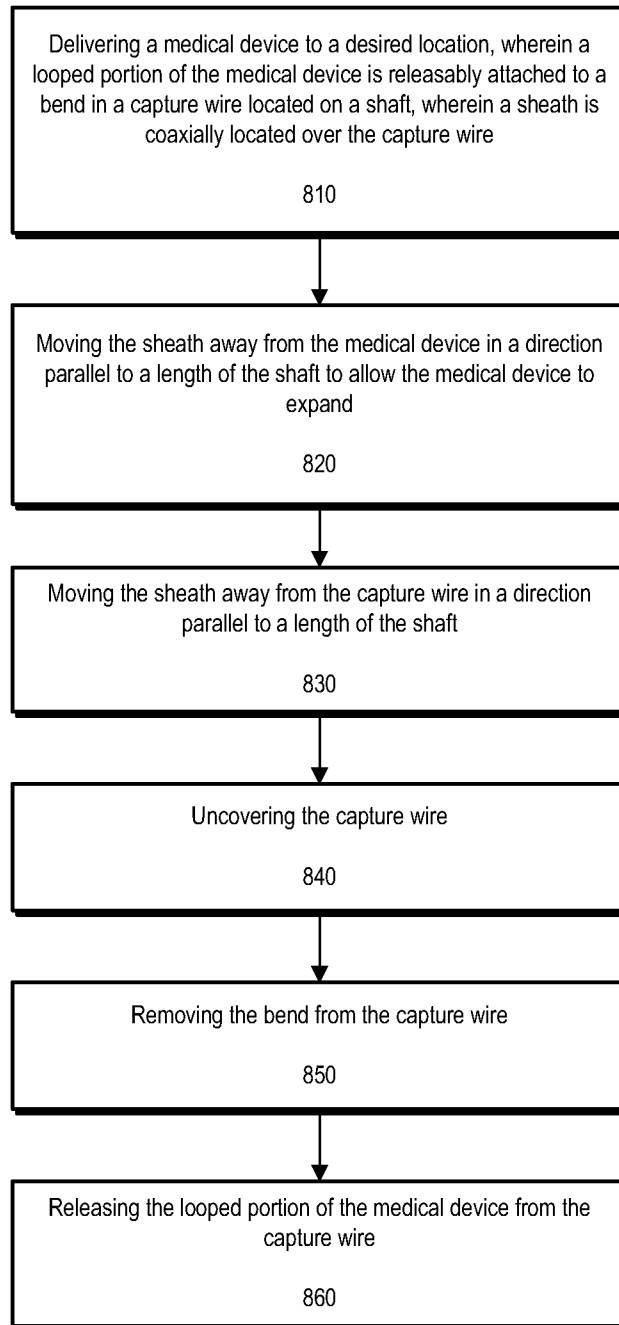 Delivering a medical device to a desired location, wherein a
looped portion of the medical device is releasably attached to a
bend in a capture wire located on a shaft, wherein a sheath is
coaxially located over the capture wire
810
Moving the sheath away from the medical device in a direction
parallel to a length of the shaft to allow the medical device to
expand
820
Moving the sheath away from the capture wire in a direction
parallel to a length of the shaft
830
Uncovering the capture wire
840
Removing the bend from the capture wire
850
Releasing the looped portion of the medical device from the
capture wire
860